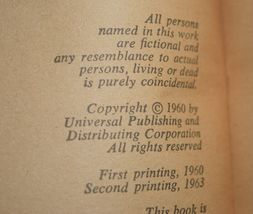 All persons
named in this work
are fictional and
any resemblance to actual
persons, living or dead
is purely coincidental.
Copyright © 1960 by
Universal Publishing and
Distributing Corporation
All rights reserved
First printing, 1960
Second printing, 1963
This book is